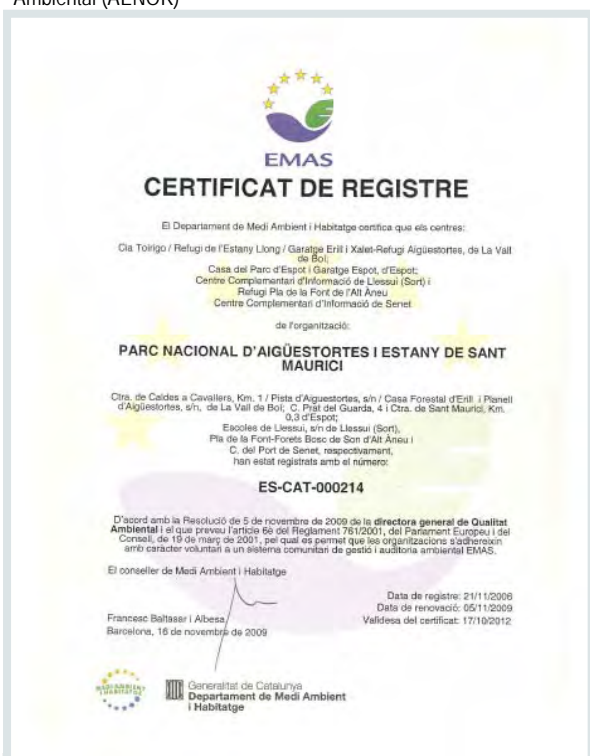 Ambiental (AENOR)
EMAS
CERTIFICAT DE REGISTRE
El Departament de Medi Ambient i Habitatge certifica que els centres:
Cia Toirigo / Refugi de l'Estany Llong / Garatge Erill i Xalet-Refugi Aigüestortes, de La Vall
de Boí;
Casa del Parc d'Espot i Garatge Espot, d'Espot;
Centre Complementari d'Informació de Llessui (Sort) i
Refugi Pla de la Font de l'Alt Àneu
Centre Complementari d'Informació de Senet
de l'organització:
PARC NACIONAL D'AIGÜESTORTES I ESTANY DE SANT
MAURICI
Ctra. de Caldes a Cavallers, Km. 1 / Pista d'Aiguestortes, s/n / Casa Forestal d'Erill i Planell
d'Aigüestortes, s/n, de La Vall de Boí; C. Prat del Guarda, 4 i Ctra. de Sant Maurici, Km.
0,3 d'Espot;
Escoles de Llessui, s/n de Llessui (Sort),
Pla de la Font-Forets Bosc de Son d'Alt Àneu i
C. del Port de Senet, respectivament,
han estat registrats amb el número:
ES-CAT-000214
D'acord amb la Resolució de 5 de novembre de 2009 de la directora general de Qualitat
Ambiental i el que preveu l'article 6è del Reglament 761/2001, del Parlament Europeu i del
Consell, de 19 de març de 2001, pel qual es permet que les organitzacions s'adhereixin
amb caràcter voluntari a un sistema comunitari de gestió i auditoria ambiental EMAS.
El conseller de Medi Ambient i Habitatge
Data de registre: 21/11/2006
Data de renovació: 05/11/2009
Validesa del certificat: 17/10/2012
Francesc Baltasar i Albesa
Barcelona, 16 de novembre de 2009
MEDI AMBIENT
I HABITATGE
Generalitat de Catalunya
Departament de Medi Ambient
i Habitatge